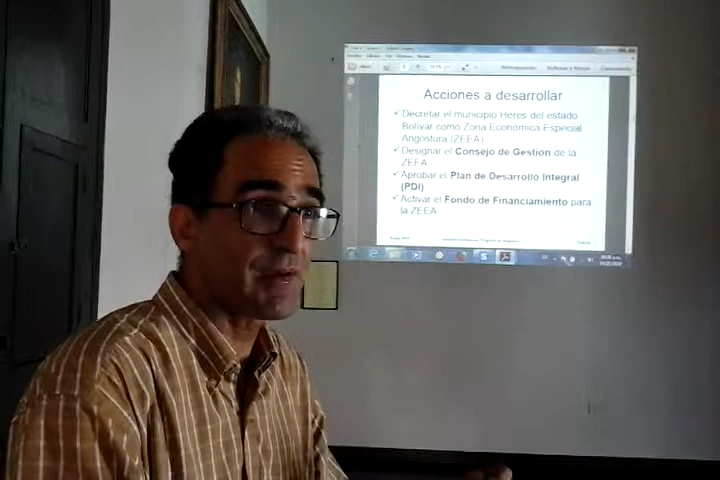 Acciones a desarrollar
✓ Decretar el municipio Heres del estado
Bolívar como Zona Económica Especial
Angostura (ZEEA)
✓ Designar el Consejo de Gestión de la
ZEEA
✓ Aprobar el Plan de Desarrollo Integral
(PDI)
✓ Activar el Fondo de Financiamiento para
la ZEEA